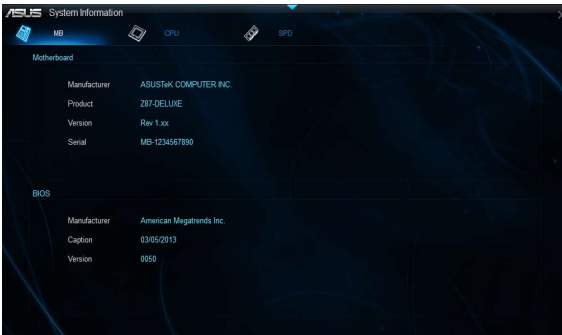 ASUS System Information
MB CPU SPD
Motherboard
Manufacturer ASUSTeK COMPUTER INC.
Product Z87-DELUXE
Version Rev 1.xx
Serial MB-1234567890
BIOS
Manufacturer American Megatrends Inc.
Caption 03/05/2013
Version 0050